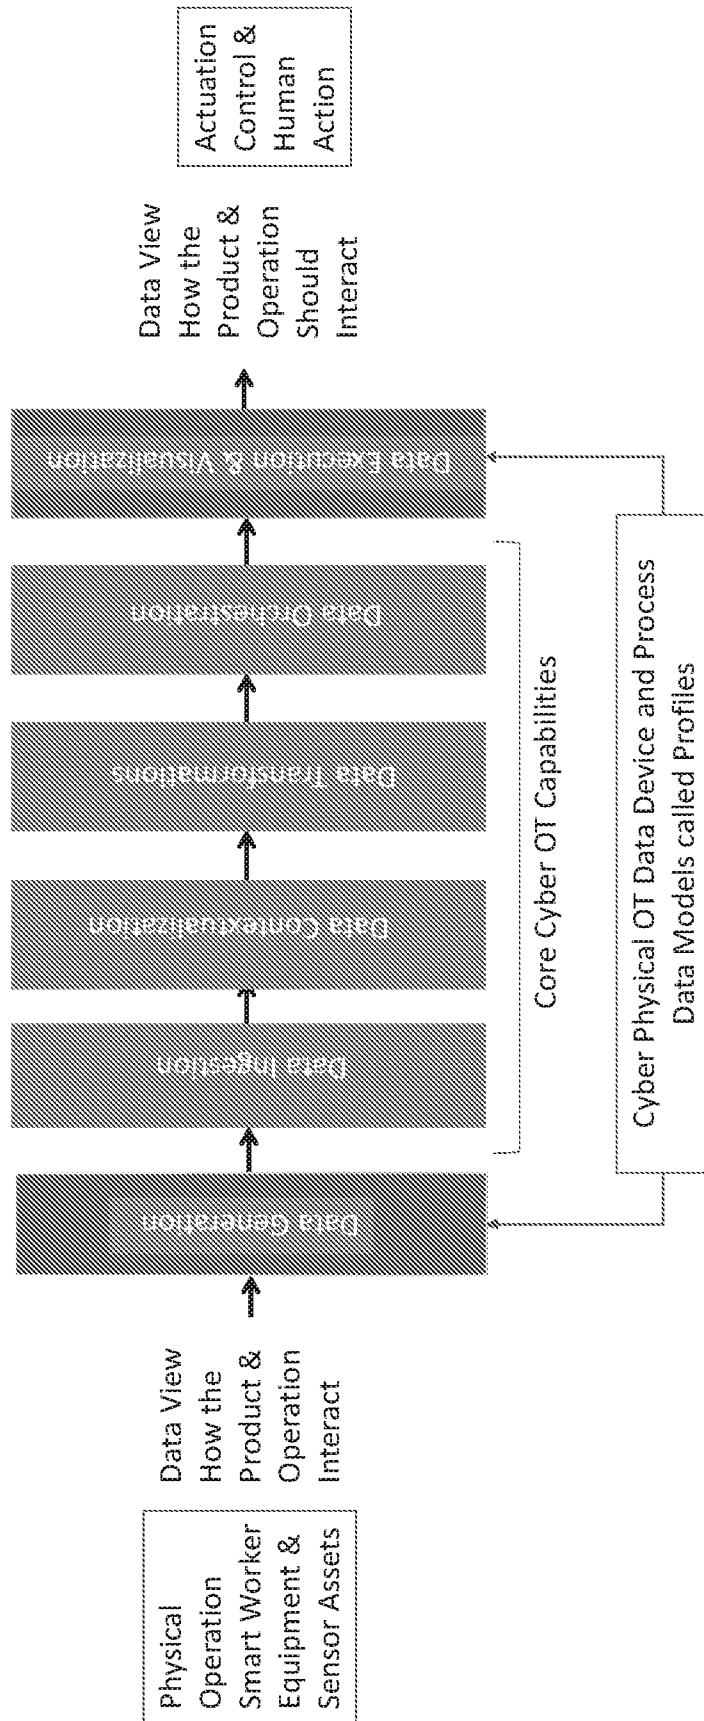 Physical
Operation
Smart Worker
Equipment &
Sensor Assets
Data View
How the
Product &
Operation
Interact
Data Generation
Data Ingestion
Data Contextualization
Data Transformations
Data Orchestration
Data Execution & Visualization
Data View
How the
Product &
Operation
Should
Interact
Actuation
Control &
Human
Action
Core Cyber OT Capabilities
Cyber Physical OT Data Device and Process
Data Models called Profiles